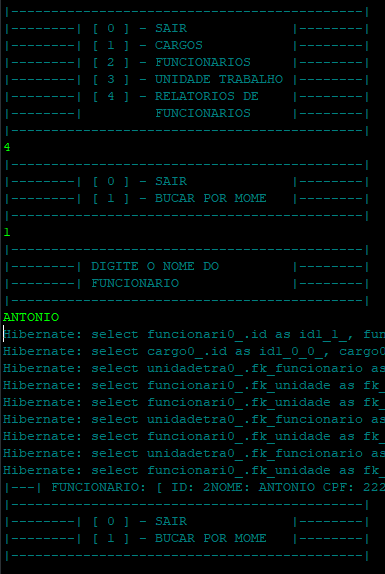 |--------------------------------------------|
|--------| [ 0 ] - SAIR             |--------|
|--------| [ 1 ] - CARGOS           |--------|
|--------| [ 2 ] - FUNCIONARIOS     |--------|
|--------| [ 3 ] - UNIDADE TRABALHO |--------|
|--------| [ 4 ] - RELATORIOS DE    |--------|
|--------|         FUNCIONARIOS     |--------|
|--------------------------------------------|
4
|--------------------------------------------|
|--------| [ 0 ] - SAIR             |--------|
|--------| [ 1 ] - BUCAR POR MOME   |--------|
|--------------------------------------------|
1
|--------------------------------------------|
|--------| DIGITE O NOME DO         |--------|
|--------| FUNCIONARIO              |--------|
|--------------------------------------------|
ANTONIO
Hibernate: select funcionari0_.id as id1_1_, fun
Hibernate: select cargo0_.id as id1_0_0_, cargo0
Hibernate: select unidadetra0_.fk_funcionario as
Hibernate: select funcionari0_.fk_unidade as fk_
Hibernate: select funcionari0_.fk_unidade as fk_
Hibernate: select unidadetra0_.fk_funcionario as
Hibernate: select funcionari0_.fk_unidade as fk_
Hibernate: select unidadetra0_.fk_funcionario as
Hibernate: select funcionari0_.fk_unidade as fk_
|---| FUNCIONARIO: [ ID: 2NOME: ANTONIO CPF: 222
|--------------------------------------------|
|--------| [ 0 ] - SAIR             |--------|
|--------| [ 1 ] - BUCAR POR MOME   |--------|
|--------------------------------------------|